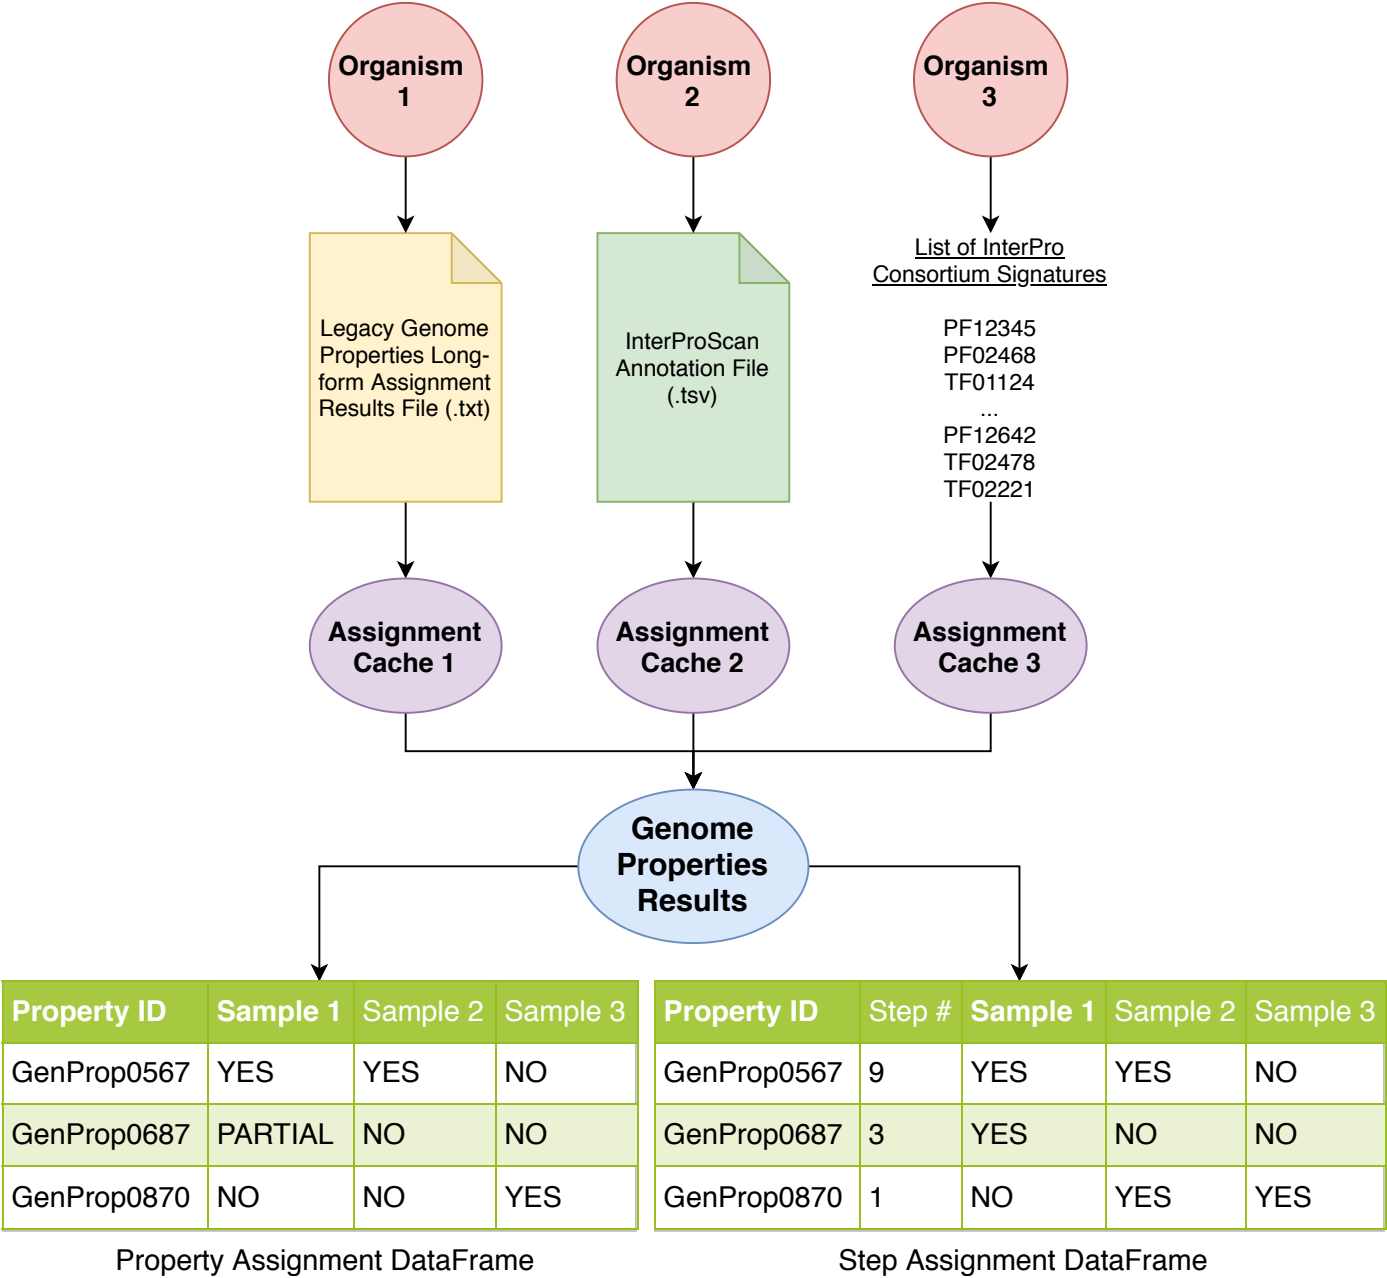 Organism
1
Organism
2
Organism
3
Legacy Genome
Properties Long-
form Assignment
Results File (.txt)
InterProScan
Annotation File
(.tsv)
List of InterPro
Consortium Signatures
PF12345
PF02468
TF01124
...
PF12642
TF02478
TF02221
Assignment
Cache 1
Assignment
Cache 2
Assignment
Cache 3
Genome
Properties
Results
Property ID Sample 1 Sample 2 Sample 3
GenProp0567 YES YES NO
GenProp0687 PARTIAL NO NO
GenProp0870 NO NO YES
Property Assignment DataFrame
Property ID Step # Sample 1 Sample 2 Sample 3
GenProp0567 9 YES YES NO
GenProp0687 3 YES NO NO
GenProp0870 1 NO YES YES
Step Assignment DataFrame